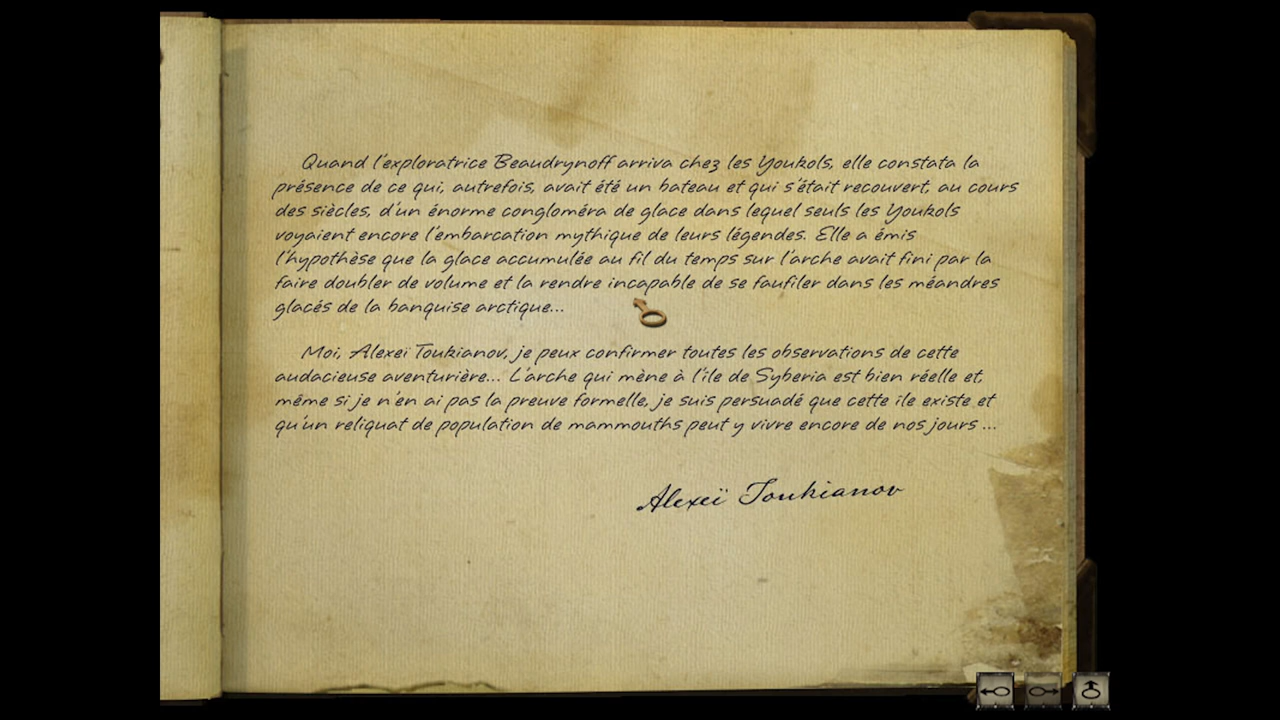 Quand l'exploratrice Beaudrynoff arriva chez les Youkols, elle constata la
présence de ce qui, autrefois, avait été un bateau et qui s'était recouvert, au cours
des siècles, d'un énorme congloméra de glace dans lequel seuls les Youkols
voyaient encore l'embarcation mythique de leurs légendes. Elle a émis
l'hypothèse que la glace accumulée au fil du temps sur l'arche avait fini par la
faire doubler de volume et la rendre incapable de se faufiler dans les méandres
glacés de la banquise arctique...
Moi, Alexeï Toukianov, je peux confirmer toutes les observations de cette
audacieuse aventurière... L'arche qui mène à l'île de Syberia est bien réelle et,
même si je n'en ai pas la preuve formelle, je suis persuadé que cette île existe et
qu'un reliquat de population de mammouths peut y vivre encore de nos jours ...
Alexeï Toukianov